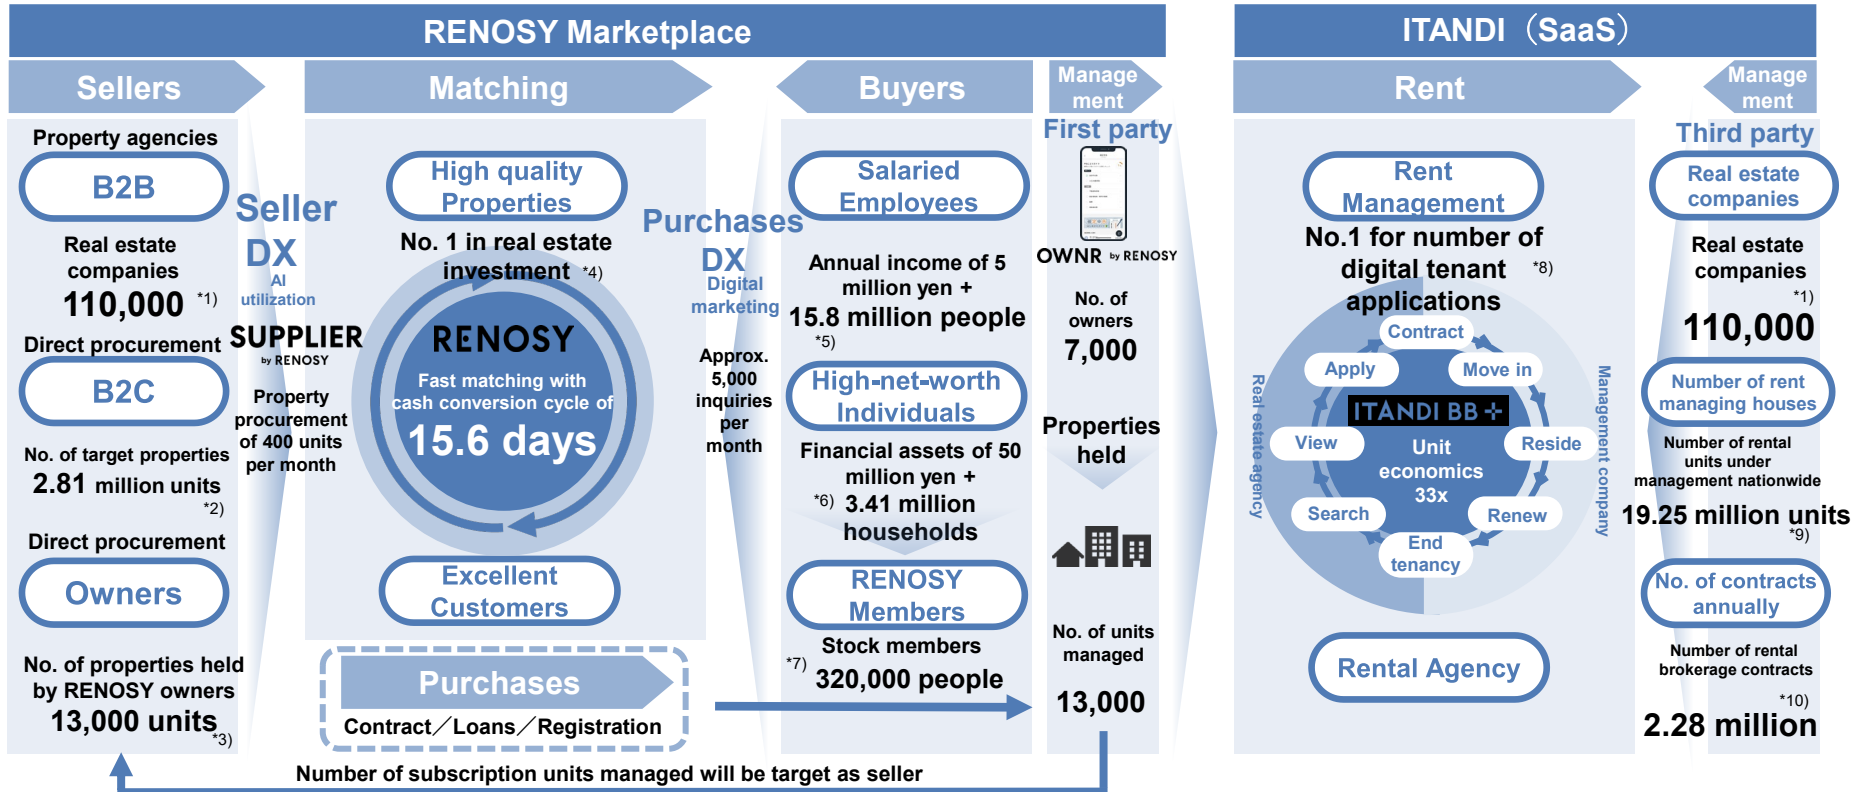 RENOSY Marketplace
Sellers
Matching
Buyers
Manage
ment
Property agencies
B2B
Real estate
companies
110,000 *1)
Direct procurement
B2C
No. of target properties
2.81 million units
*2)
Direct procurement
Owners
No. of properties held
by RENOSY owners
13,000 units
*3)
Seller
DX
AI
utilization
SUPPLIER
by RENOSY
Property
procurement
of 400 units
per month
High quality
Properties
No. 1 in real estate
investment *4)
RENOSY
Fast matching with
cash conversion cycle of
15.6 days
Excellent
Customers
Purchases
Contract／Loans／Registration
Purchases
DX
Digital
marketing
Approx.
5,000
inquiries
per
month
Salaried
Employees
Annual income of 5
million yen +
15.8 million people
*5)
High-net-worth
Individuals
Financial assets of 50
million yen +
*6) 3.41 million
households
RENOSY
Members
Stock members
*7) 320,000 people
First party
OWNR by RENOSY
No. of
owners
7,000
Properties
held
No. of units
managed
13,000
Number of subscription units managed will be target as seller
ITANDI（SaaS）
Rent
Manage
ment
Rent
Management
No.1 for number of
digital tenant *8)
applications
Contract
Apply
Move in
ITANDI BB +
View
Unit
economics
33x
Reside
Search
Renew
End
tenancy
Real estate agency
Management company
Rental Agency
Third party
Real estate
companies
Real estate
companies
*1)
110,000
Number of rent
managing houses
Number of rental
units under
management nationwide
19.25 million units
*9)
No. of contracts
annually
Number of rental
brokerage contracts
*10)
2.28 million